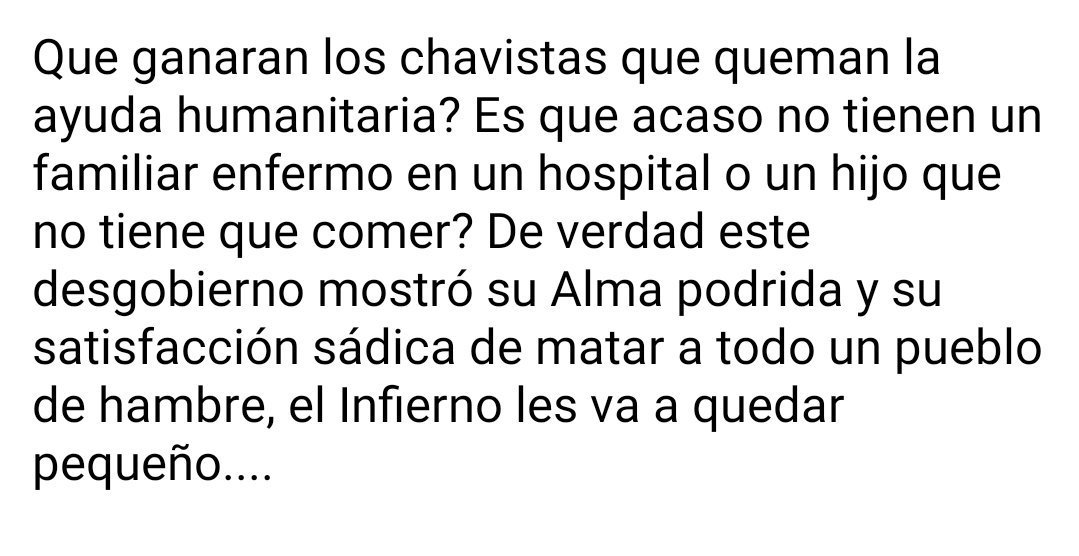 Que ganaran los chavistas que queman la
ayuda humanitaria? Es que acaso no tienen un
familiar enfermo en un hospital o un hijo que
no tiene que comer? De verdad este
desgobierno mostró su Alma podrida y su
satisfacción sádica de matar a todo un pueblo
de hambre, el Infierno les va a quedar
pequeño....